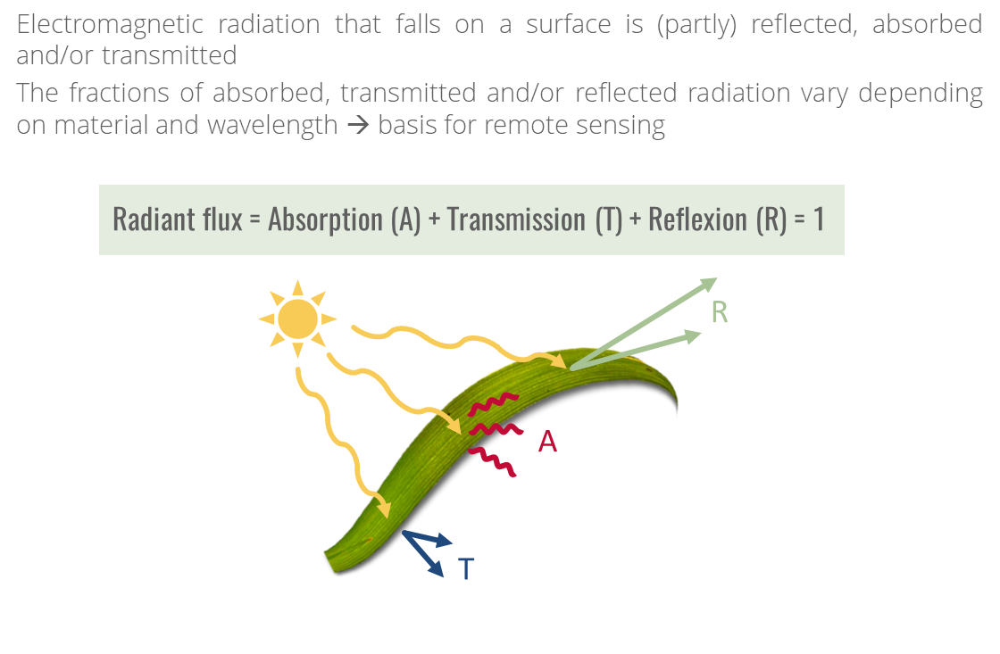 Electromagnetic radiation that falls on a surface is (partly) reflected, absorbed
and/or transmitted
The fractions of absorbed, transmitted and/or reflected radiation vary depending
on material and wavelength → basis for remote sensing
Radiant flux = Absorption (A) + Transmission (T) + Reflexion (R) = 1
R
A
T